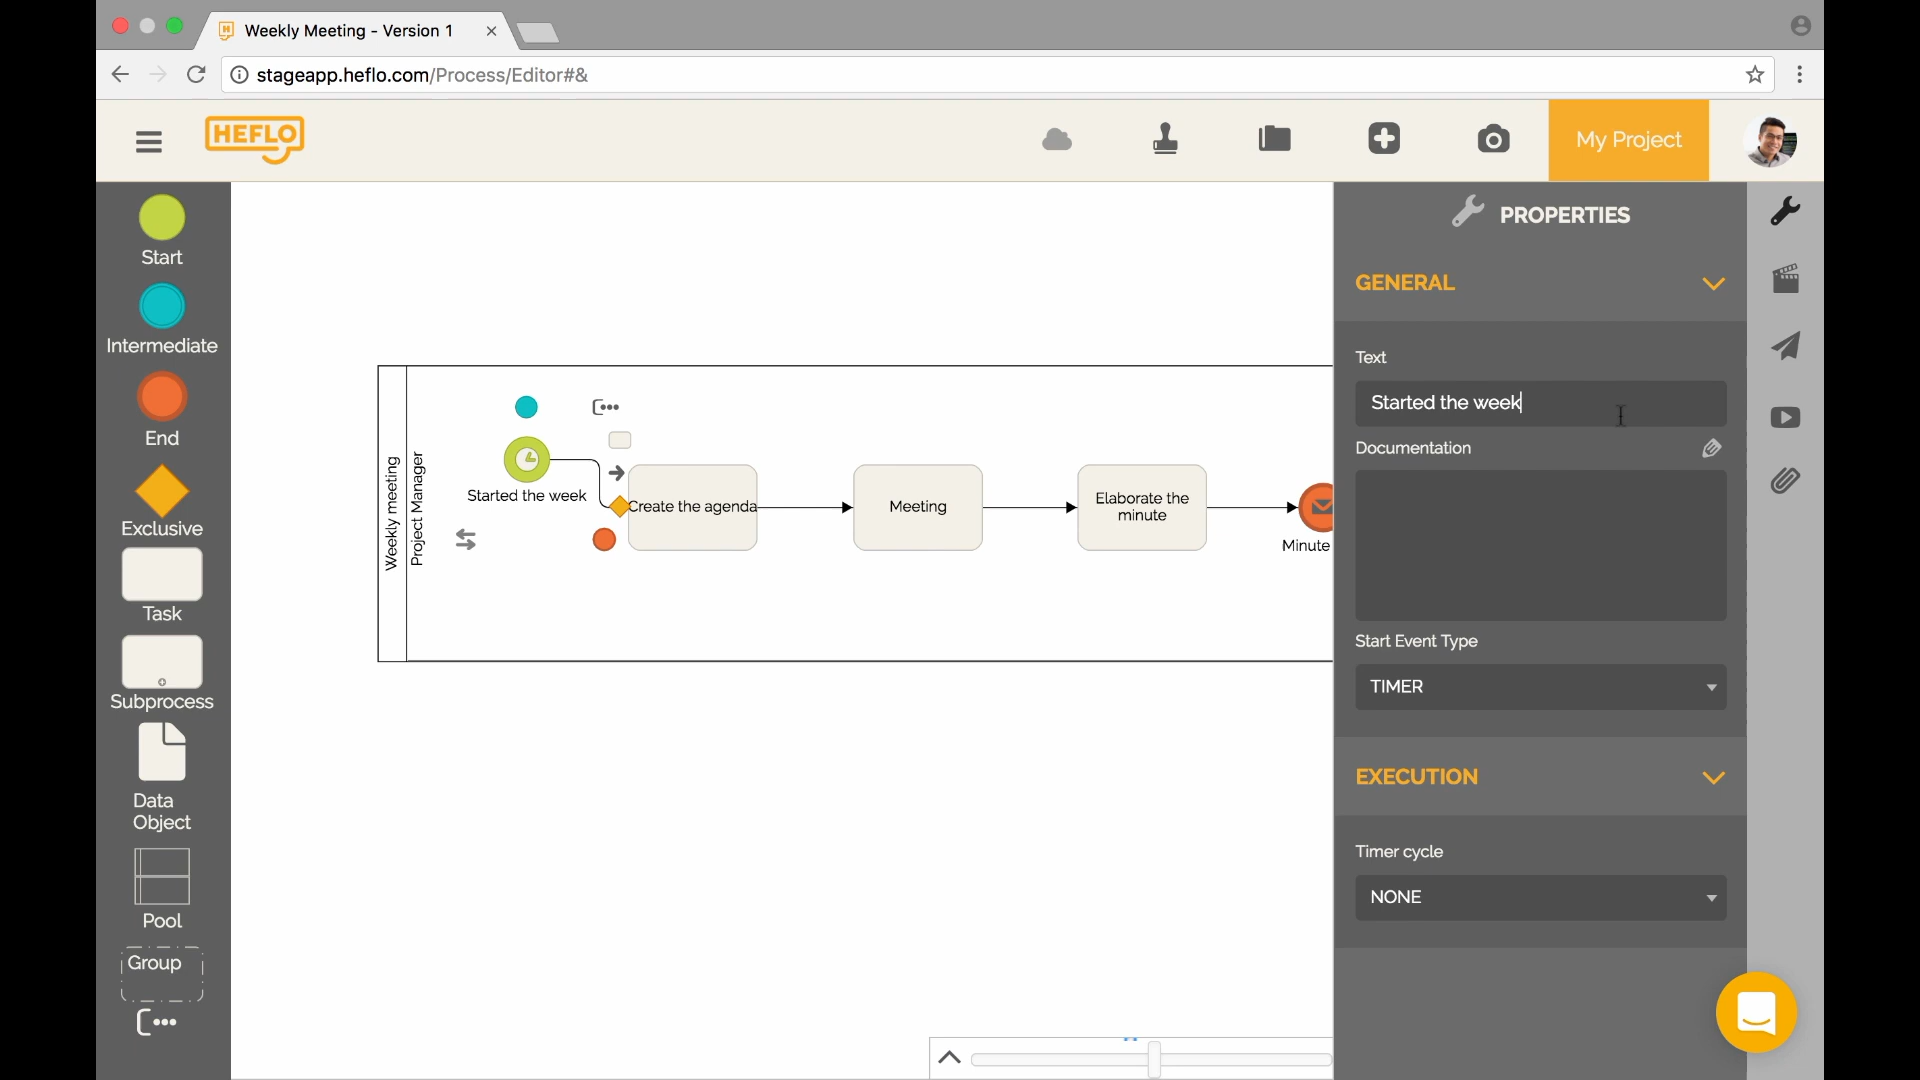 Weekly Meeting - Version 1
stageapp.heflo.com/Process/Editor#&
HEFLO
My Project
Start
Intermediate
End
Exclusive
Task
Subprocess
Data
Object
Pool
Group
Weekly meeting
Project Manager
Started the week
Create the agenda
Meeting
Elaborate the
minute
Minute
PROPERTIES
GENERAL
Text
Started the week
Documentation
Start Event Type
TIMER
EXECUTION
Timer cycle
NONE